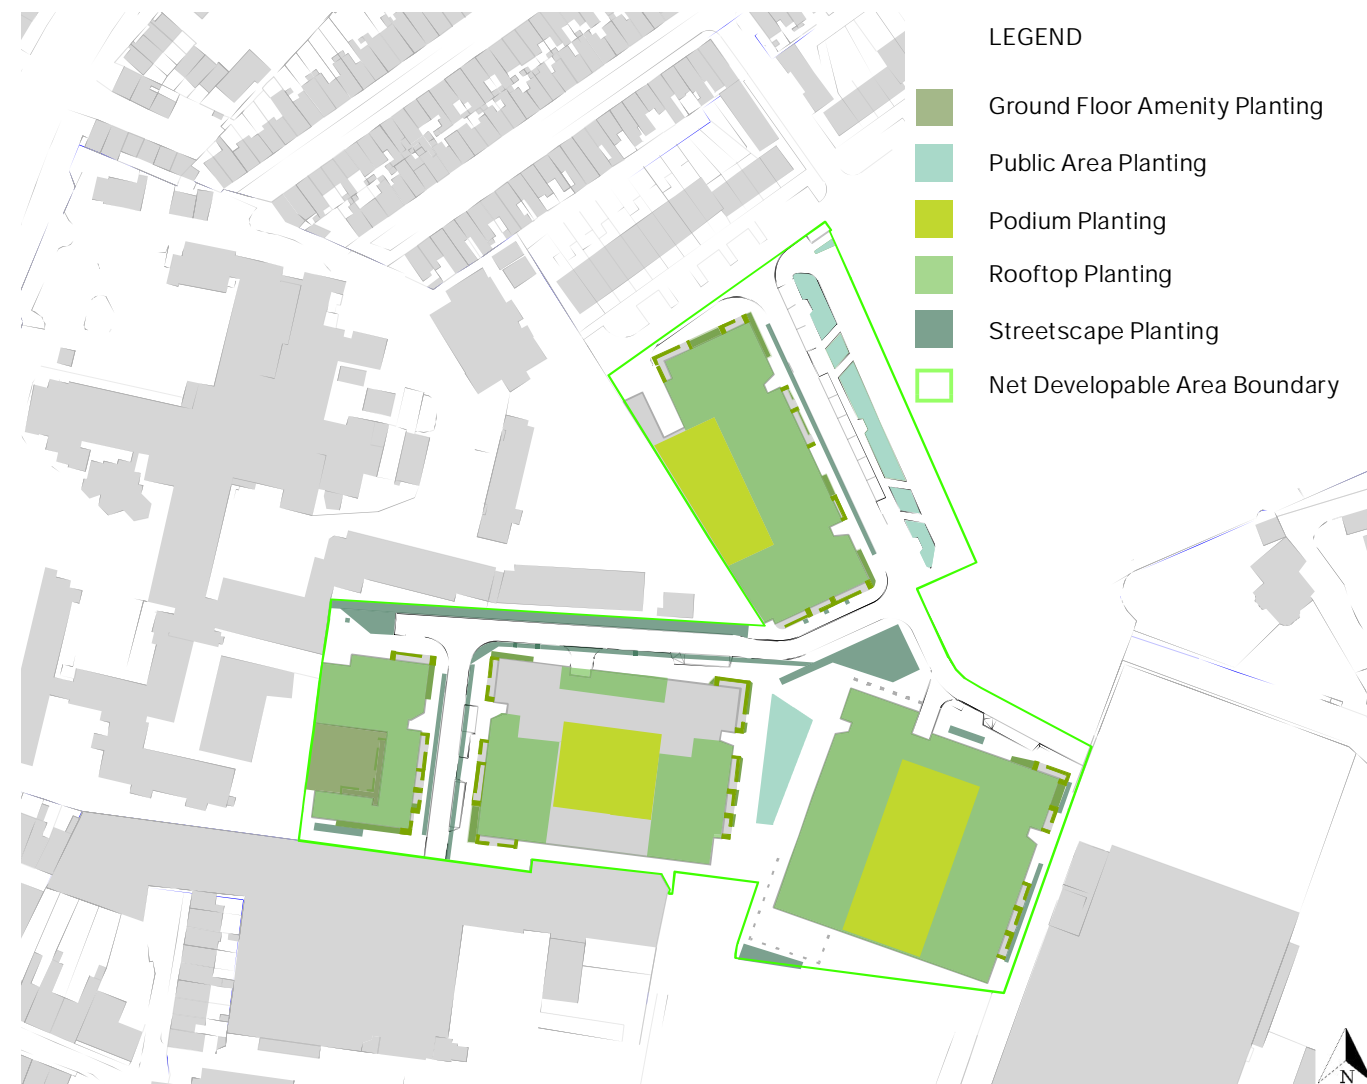 LEGEND
Ground Floor Amenity Planting
Public Area Planting
Podium Planting
Rooftop Planting
Streetscape Planting
Net Developable Area Boundary
N